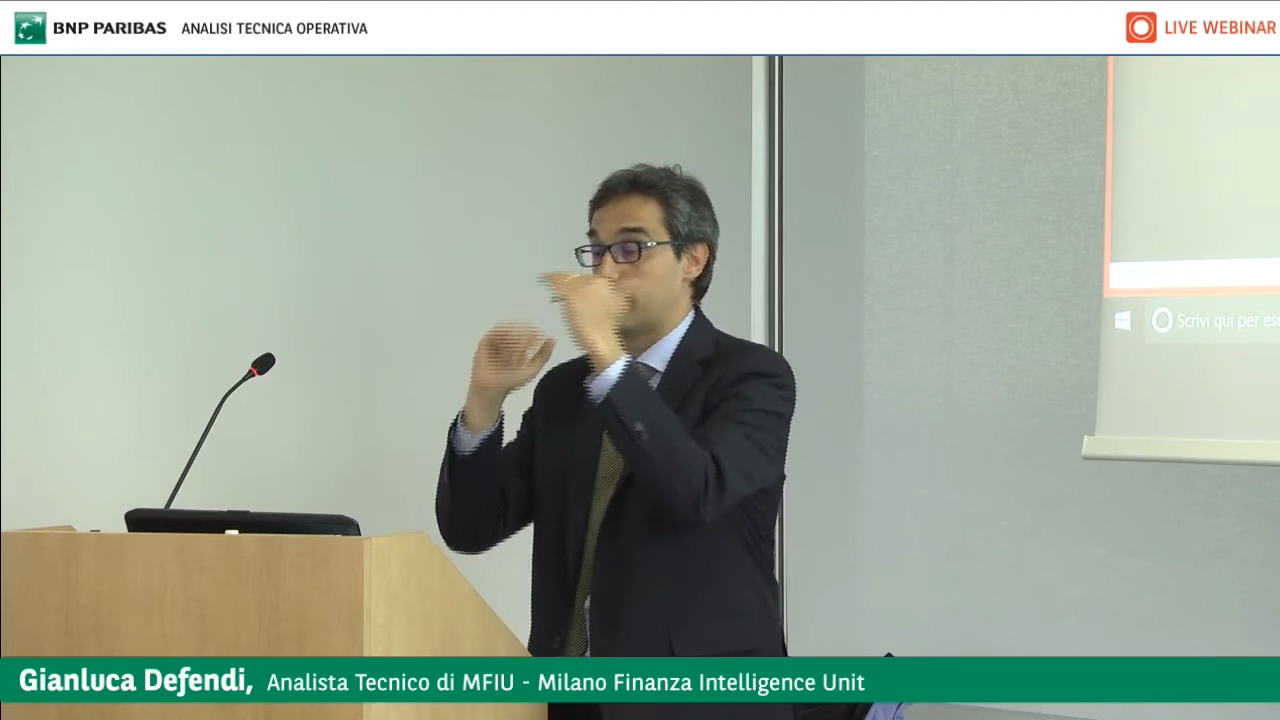 BNP PARIBAS ANALISI TECNICA OPERATIVA
LIVE WEBINAR
Scrivi qui per
Gianluca Defendi, Analista Tecnico di MFIU - Milano Finanza Intelligence Unit